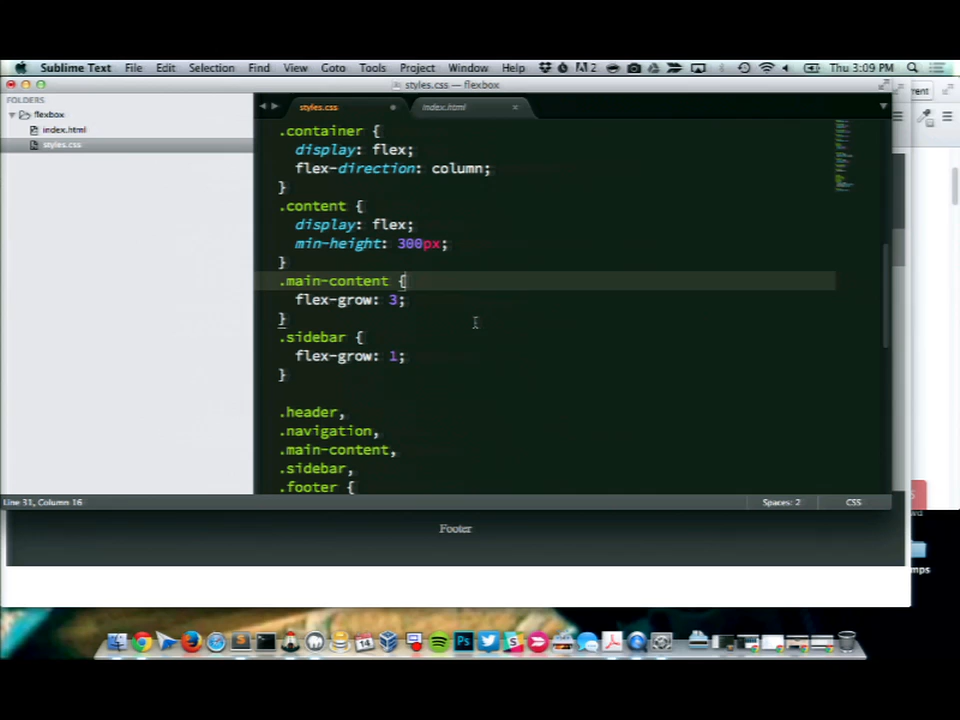 Sublime Text File Edit Selection Find View Goto Tools Project Window Help
2 Thu 3:09 PM
styles.css — flexbox
FOLDERS
flexbox
index.html
styles.css
styles.css
index.html
.container {
display: flex;
flex-direction: column;
}
.content {
display: flex;
min-height: 300px;
}
.main-content {
flex-grow: 3;
}
.sidebar {
flex-grow: 1;
}
.header,
.navigation,
.main-content,
.sidebar,
.footer {
Line 31, Column 16
Spaces: 2
CSS
Footer